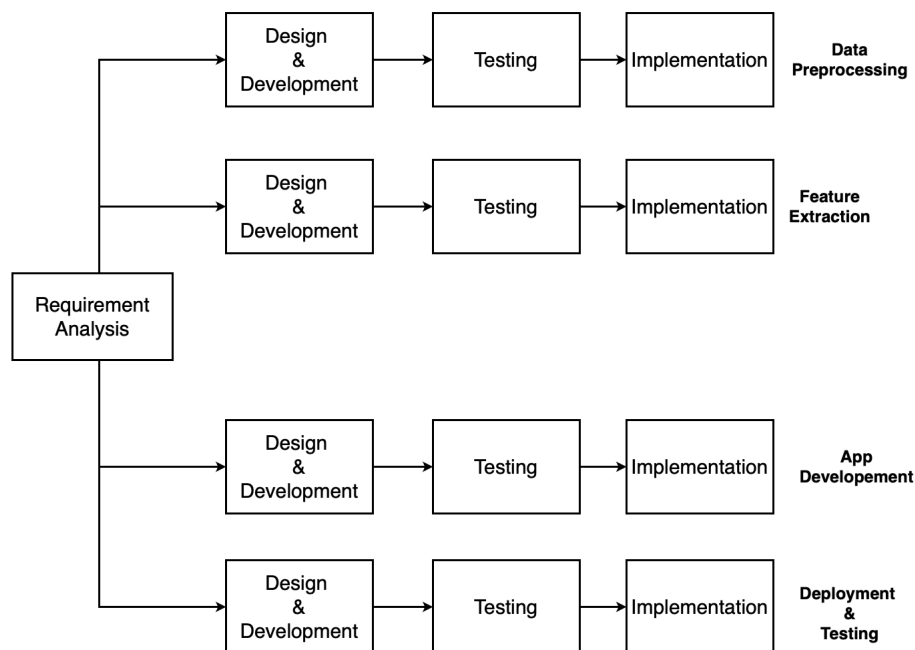 Design
&
Development
Testing
Implementation
Data
Preprocessing
Design
&
Development
Testing
Implementation
Feature
Extraction
Requirement
Analysis
Design
&
Development
Testing
Implementation
App
Developement
Design
&
Development
Testing
Implementation
Deployment
&
Testing